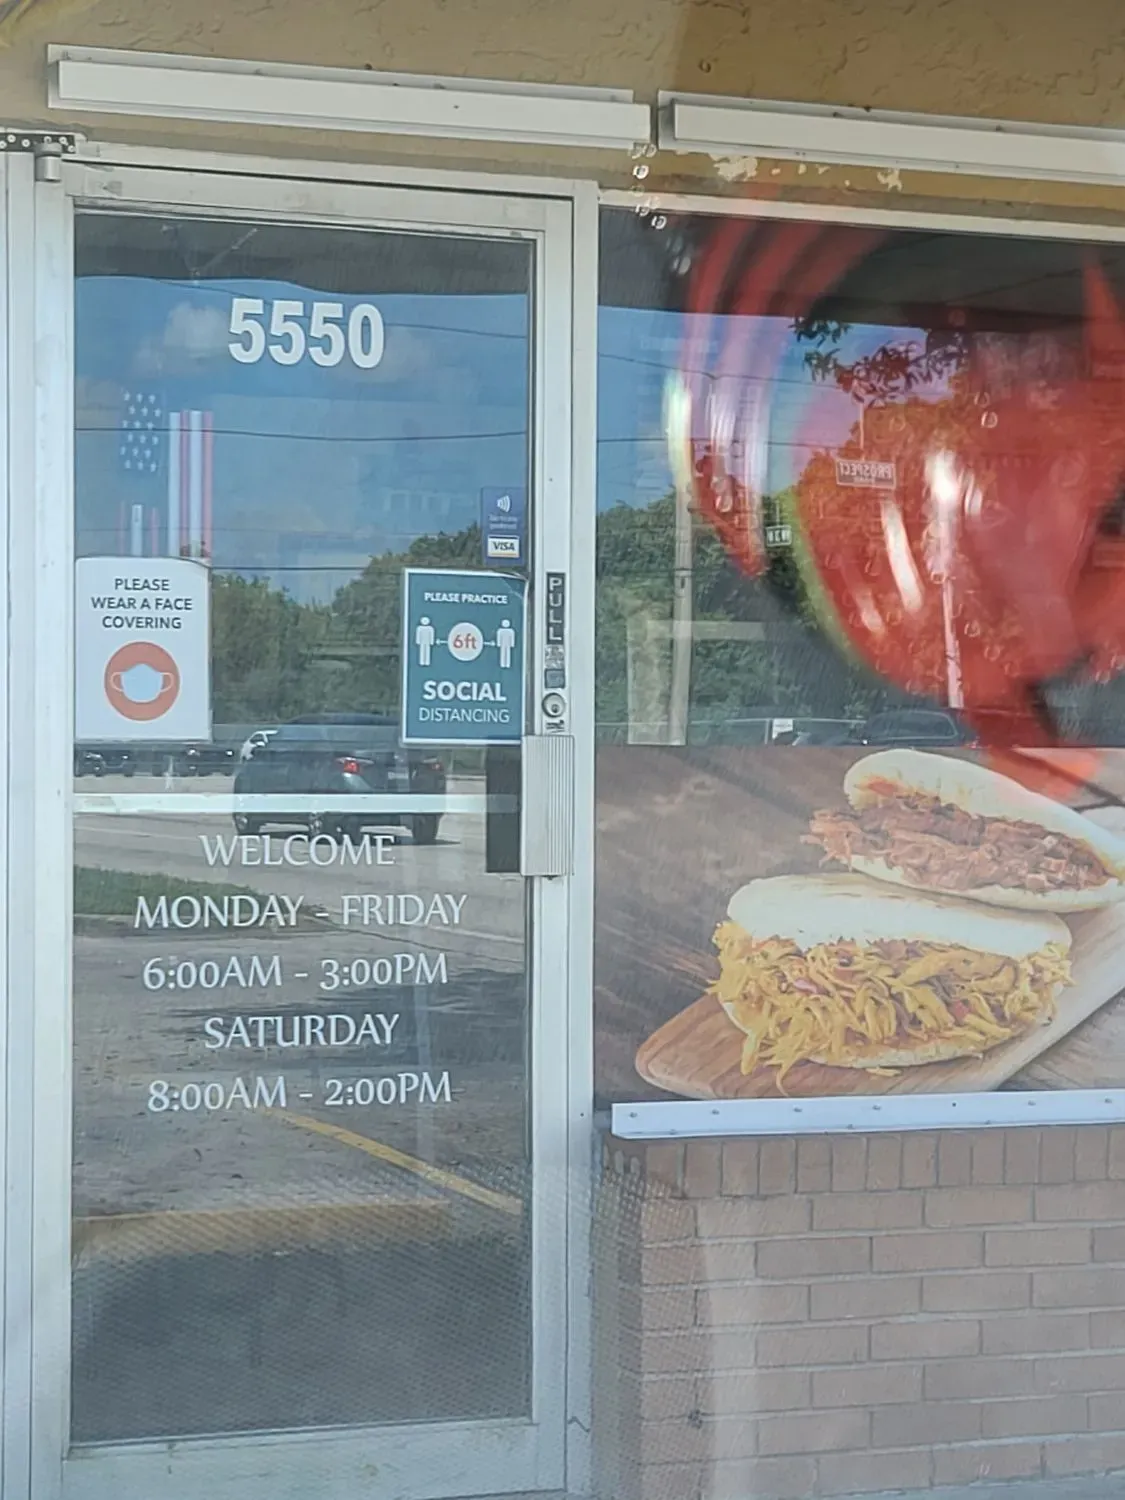 5550
VISA
PLEASE
WEAR A FACE
COVERING
PLEASE PRACTICE
6ft
SOCIAL
DISTANCING
PULL
PROSPECT
WELCOME
MONDAY - FRIDAY
6:00AM - 3:00PM
SATURDAY
8:00AM - 2:00PM